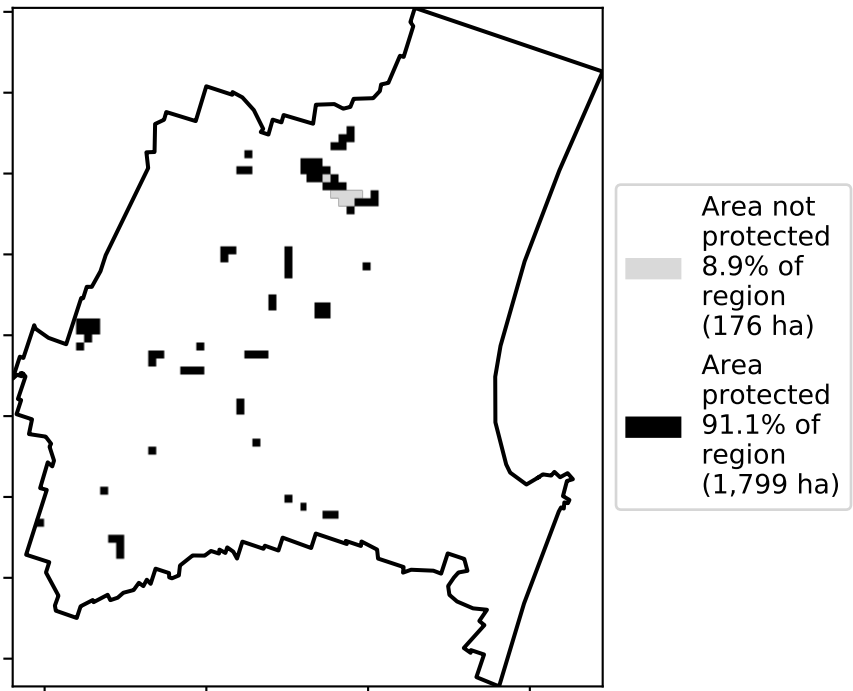 Area not
protected
8.9% of
region
(176 ha)
Area
protected
91.1% of
region
(1,799 ha)